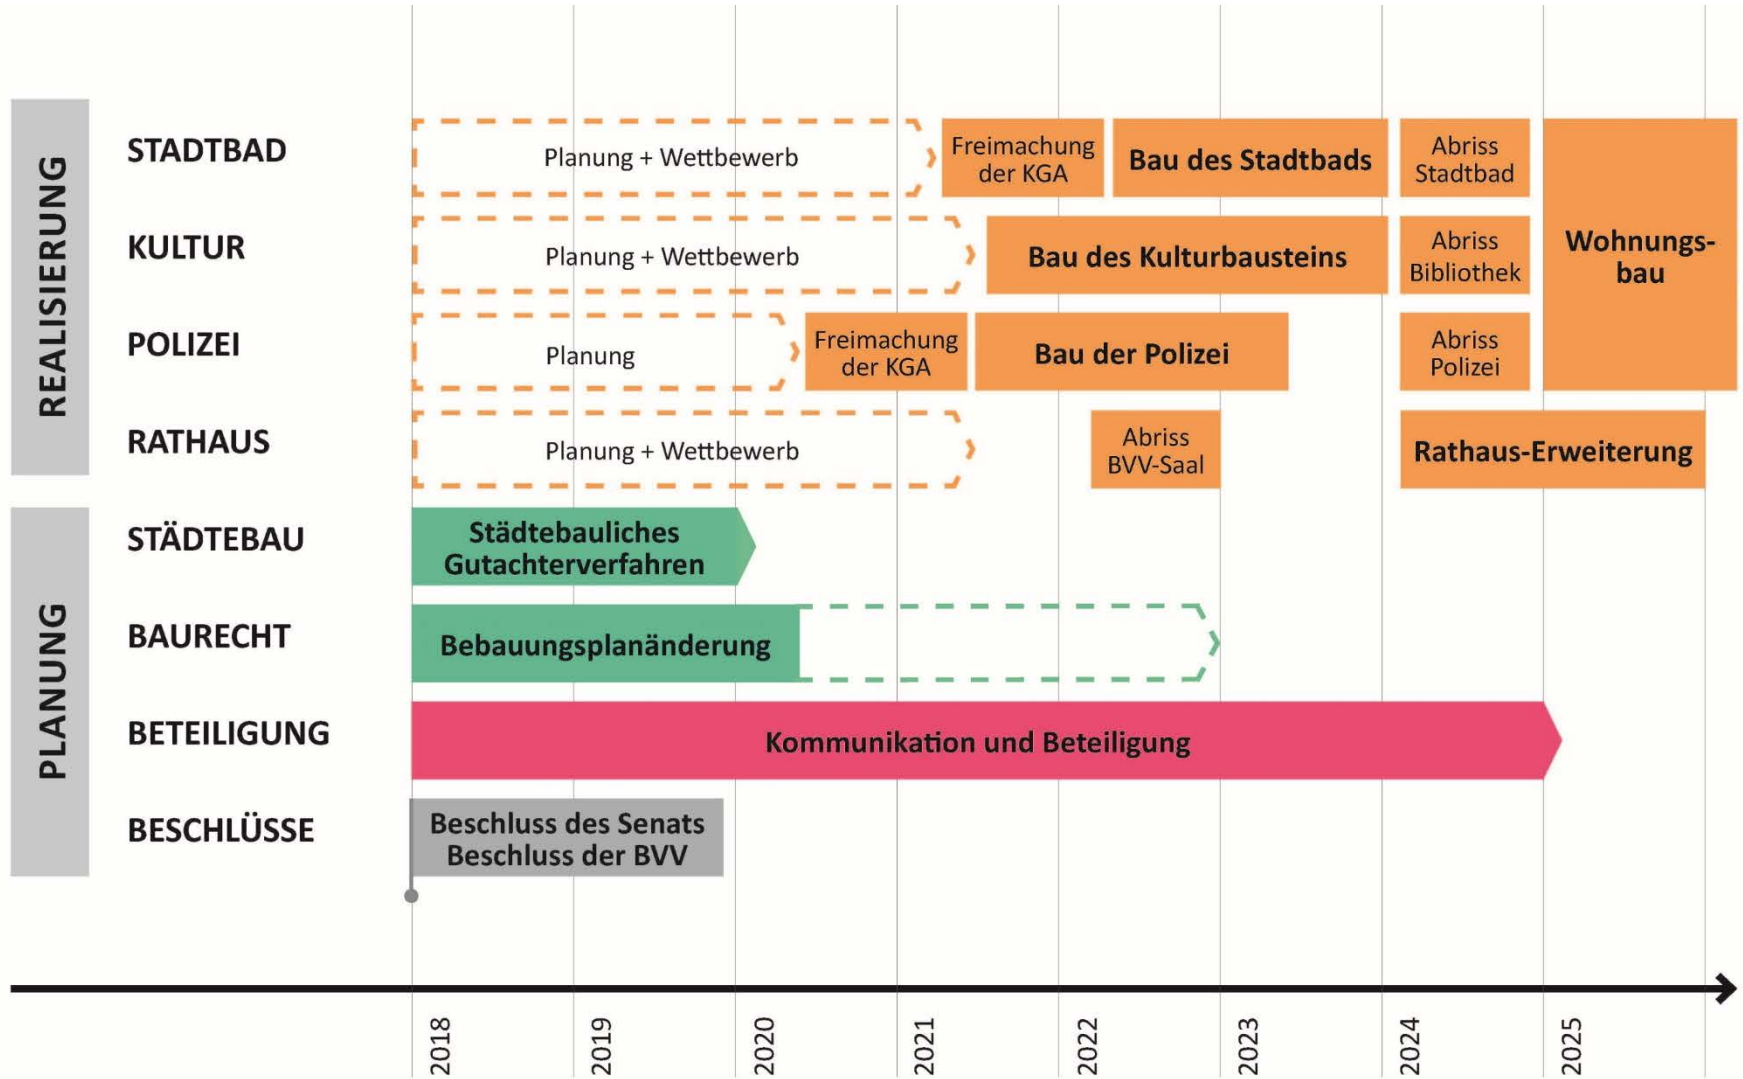 REALISIERUNG
STADTBAD
Planung + Wettbewerb
Freimachung
der KGA
Bau des Stadtbads
Abriss
Stadtbad
Wohnungs-
bau
KULTUR
Planung + Wettbewerb
Bau des Kulturbausteins
Abriss
Bibliothek
POLIZEI
Planung
Freimachung
der KGA
Bau der Polizei
Abriss
Polizei
RATHAUS
Planung + Wettbewerb
Abriss
BVV-Saal
Rathaus-Erweiterung
PLANUNG
STÄDTEBAU
Städtebauliches
Gutachterverfahren
BAURECHT
Bebauungsplanänderung
BETEILIGUNG
Kommunikation und Beteiligung
BESCHLÜSSE
Beschluss des Senats
Beschluss der BVV
2018
2019
2020
2021
2022
2023
2024
2025